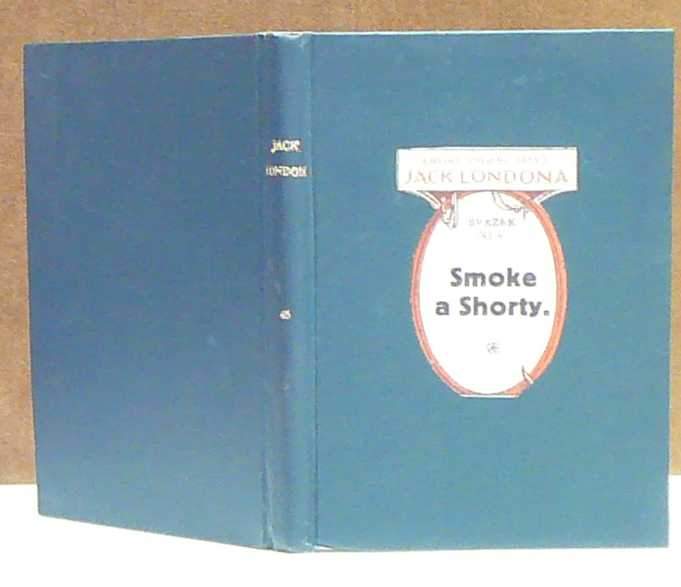 JACK
LONDON
45
JACK LONDONA
SVAZEK
Smoke
a Shorty.